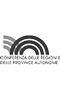 CONFERENZA DELLE REGIONI E
DELLE PROVINCE AUTONOME